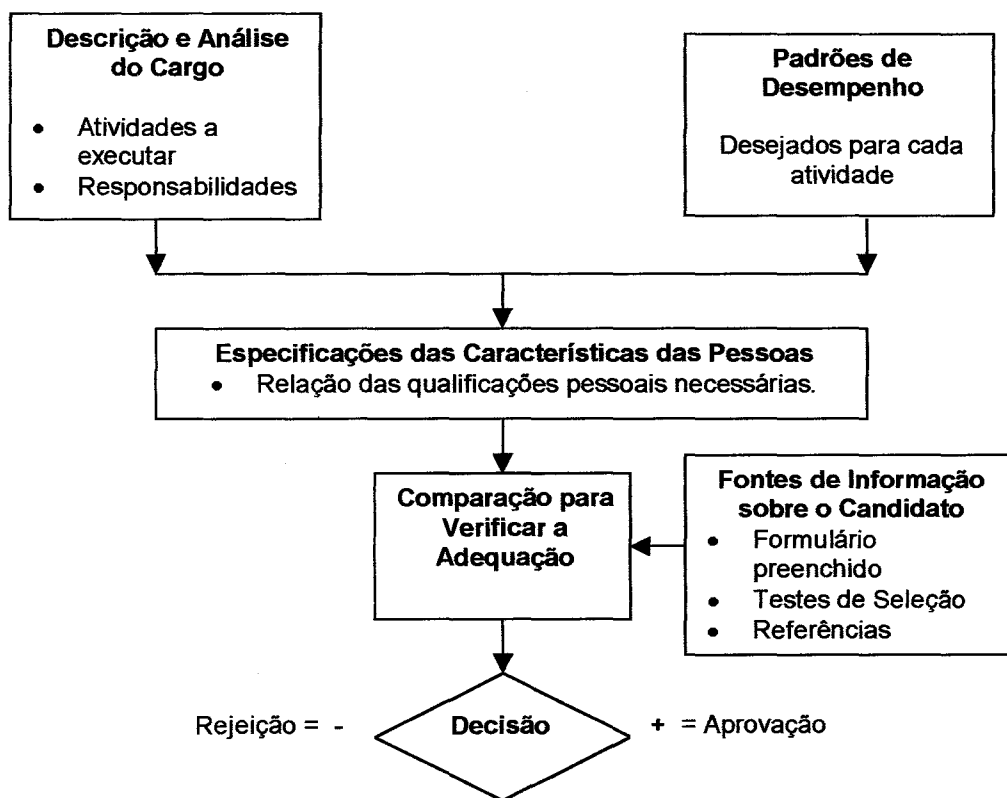 Descrição e Análise
do Cargo
• Atividades a
executar
• Responsabilidades
Padrões de
Desempenho
Desejados para cada
atividade
Especificações das Características das Pessoas
• Relação das qualificações pessoais necessárias.
Comparação para
Verificar a
Adequação
Fontes de Informação
sobre o Candidato
• Formulário
preenchido
• Testes de Seleção
• Referências
Rejeição = -
Decisão
+ = Aprovação